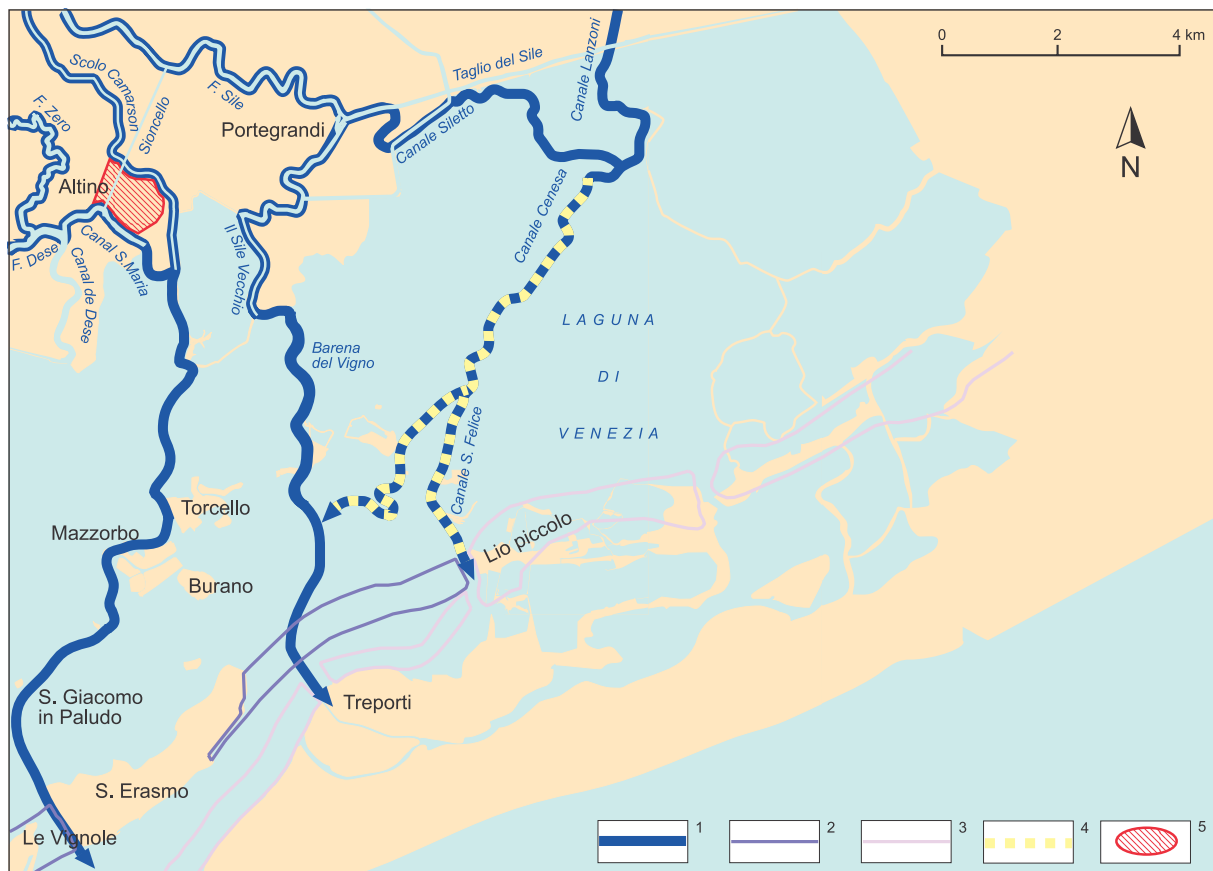 0
2
4 km
N
Scolo Camarson
Sioncello
F. Zero
F. Sile
Taglio del Sile
Canale Lanzoni
Portegrandi
Canale Siletto
Altino
F. Dese
Canal S.Maria
Canal de Dese
Il Sile Vecchio
Canale Cenesa
Barena
del Vigno
LAGUNA
DI
VENEZIA
Canale S. Felice
Torcello
Mazzorbo
Burano
Lio piccolo
S. Giacomo
in Paludo
Treporti
S. Erasmo
Le Vignole
1
2
3
4
5